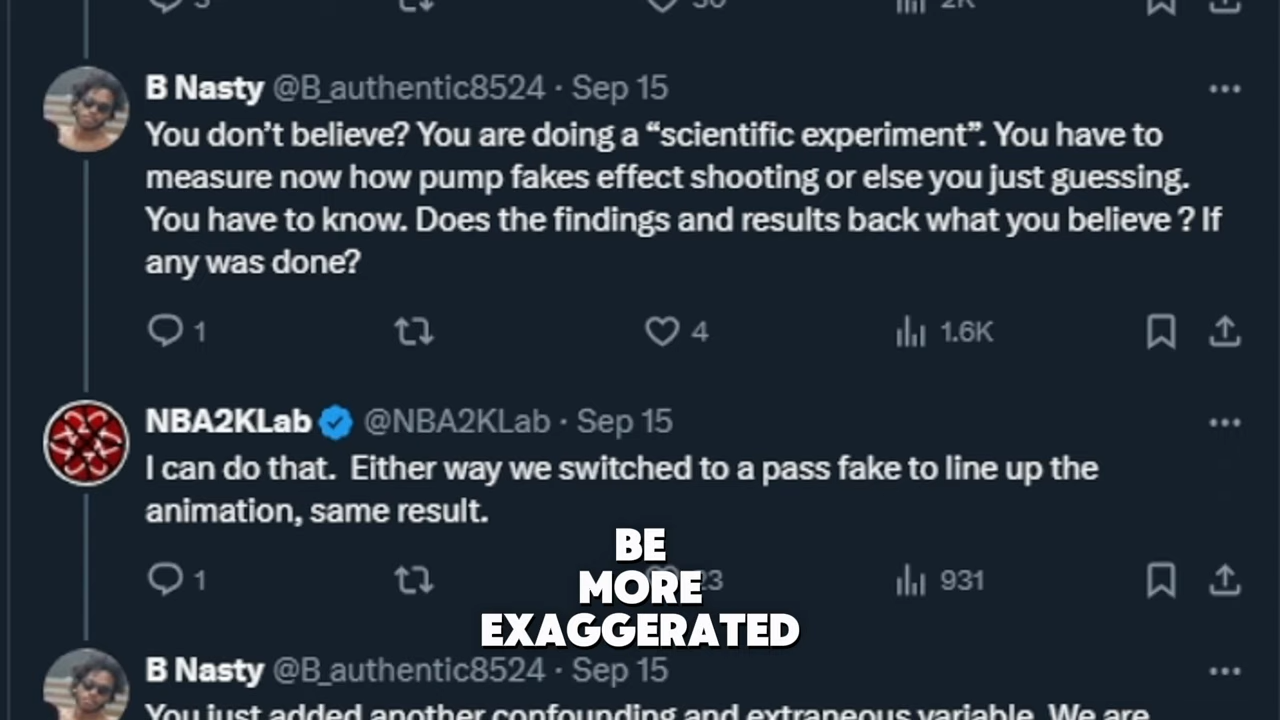 B Nasty @B_authentic8524 · Sep 15
You don’t believe? You are doing a “scientific experiment”. You have to
measure now how pump fakes effect shooting or else you just guessing.
You have to know. Does the findings and results back what you believe ? If
any was done?
1 4 1.6K
NBA2KLab @NBA2KLab · Sep 15
I can do that. Either way we switched to a pass fake to line up the
animation, same result.
1 23 931
BE
MORE
EXAGGERATED
B Nasty @B_authentic8524 · Sep 15
You just added another confounding and extraneous variable. We are